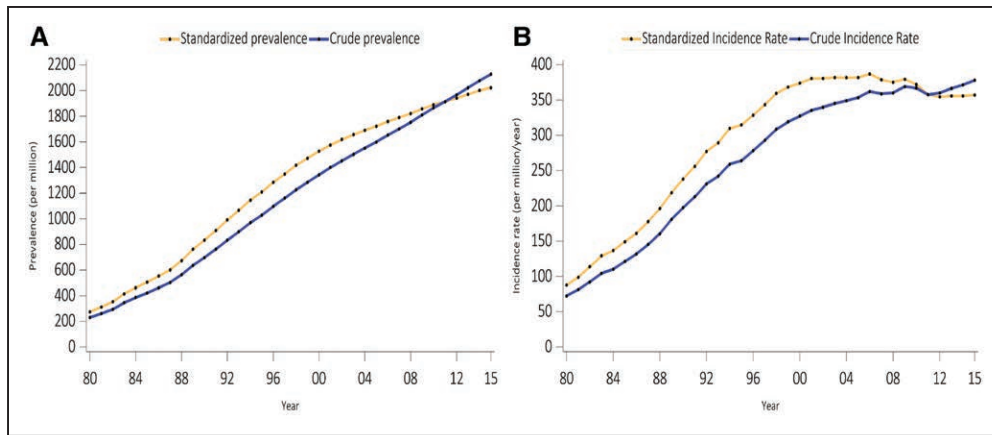 A
Standardized prevalence
Crude prevalence
2200
2000
1800
1600
1400
1200
1000
800
600
400
200
0
Prevalence (per million)
80 84 88 92 96 00 04 08 12 15
Year
B
Standardized Incidence Rate
Crude Incidence Rate
400
350
300
250
200
150
100
50
0
Incidence rate (per million/year)
80 84 88 92 96 00 04 08 12 15
Year